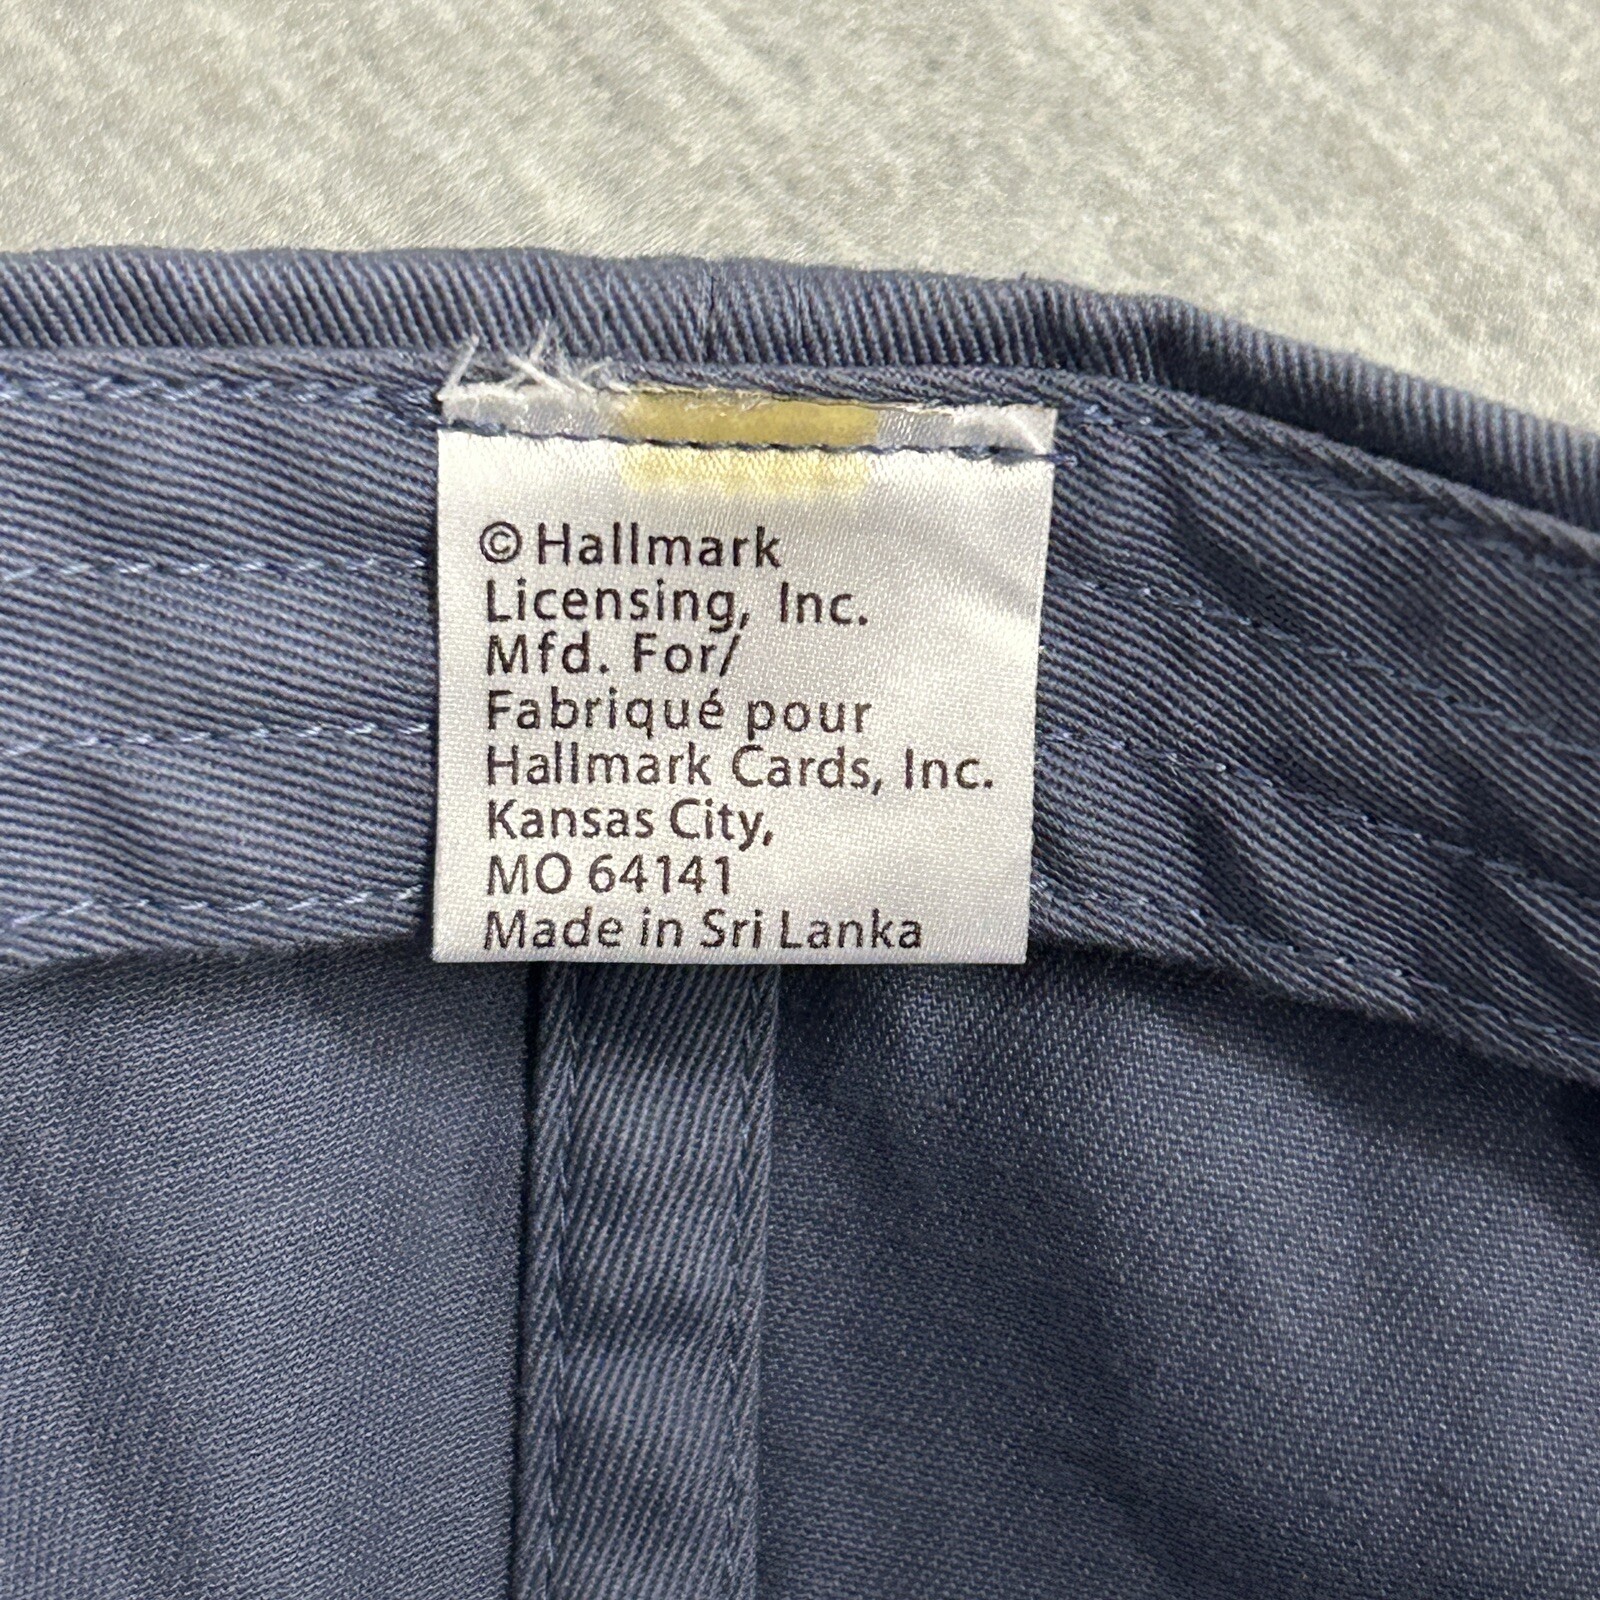 © Hallmark
Licensing, Inc.
Mfd. For/
Fabriqué pour
Hallmark Cards, Inc.
Kansas City,
MO 64141
Made in Sri Lanka